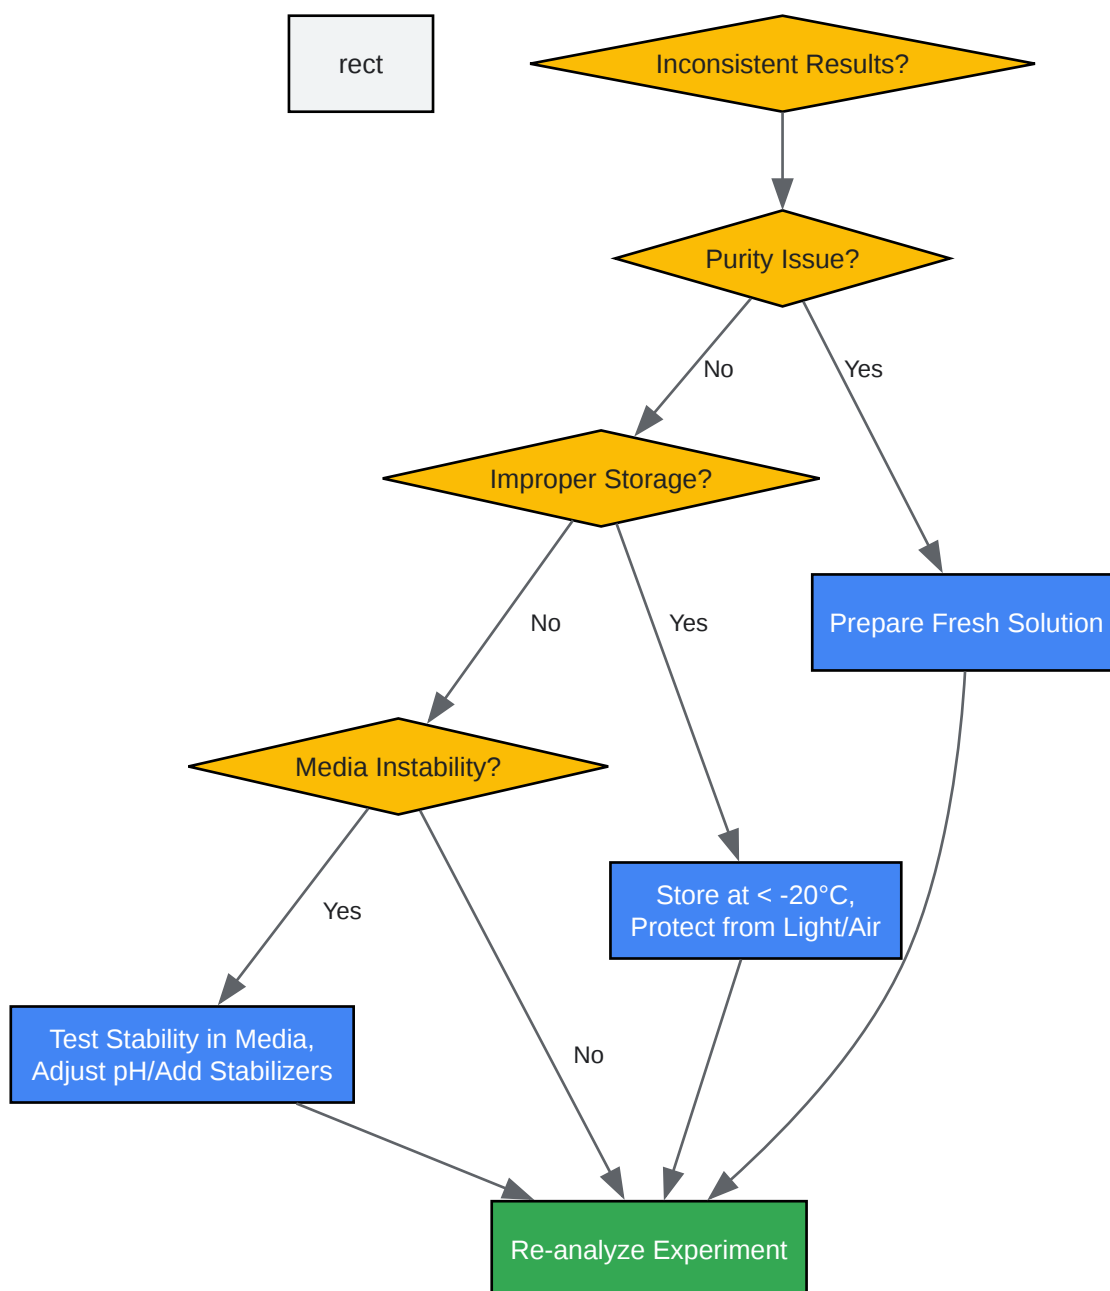 rect
Inconsistent Results?
Purity Issue?
No
Yes
Improper Storage?
No
Yes
Prepare Fresh Solution
Media Instability?
Yes
Store at < -20°C,
Protect from Light/Air
No
Test Stability in Media,
Adjust pH/Add Stabilizers
Re-analyze Experiment